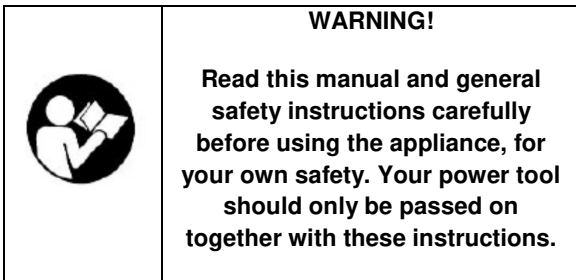 WARNING!
Read this manual and general
safety instructions carefully
before using the appliance, for
your own safety. Your power tool
should only be passed on
together with these instructions.